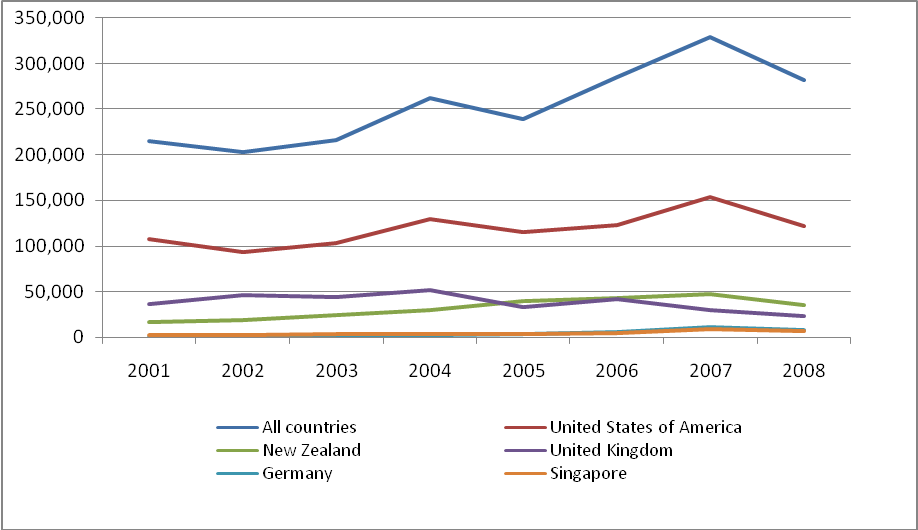 350,000
300,000
250,000
200,000
150,000
100,000
50,000
0
2001 2002 2003 2004 2005 2006 2007 2008
All countries United States of America
New Zealand United Kingdom
Germany Singapore